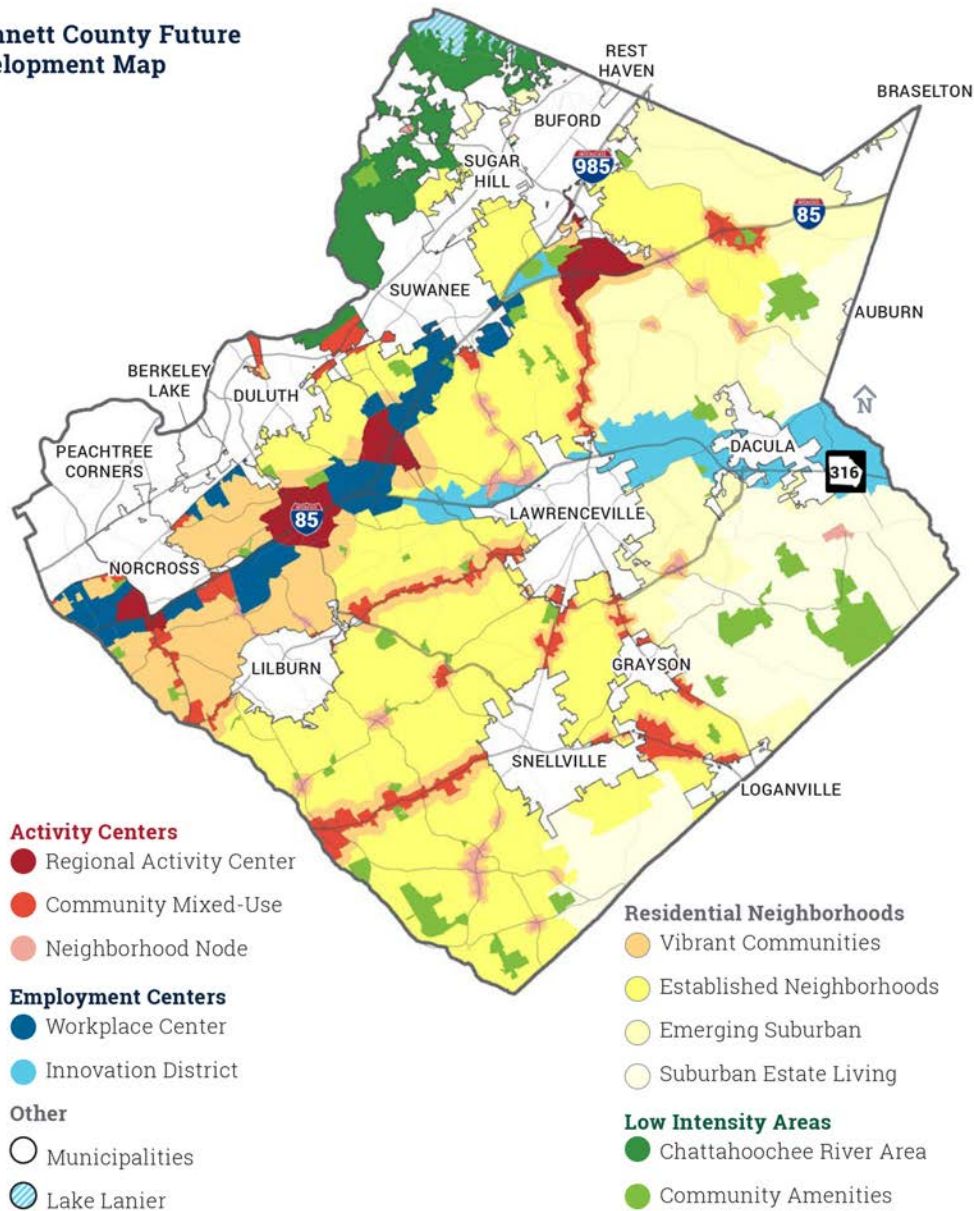 nnett County Future
elopment Map
REST
HAVEN
BRASELTON
BUFORD
985
SUGAR
HILL
85
SUWANEE
AUBURN
BERKELEY
LAKE
DULUTH
N
DACULA
PEACHTREE
CORNERS
316
85
LAWRENCEVILLE
NORCROSS
GRAYSON
LILBURN
SNELLVILLE
LOGANVILLE
Activity Centers
Regional Activity Center
Community Mixed-Use
Neighborhood Node
Employment Centers
Workplace Center
Innovation District
Other
Municipalities
Lake Lanier
Residential Neighborhoods
Vibrant Communities
Established Neighborhoods
Emerging Suburban
Suburban Estate Living
Low Intensity Areas
Chattahoochee River Area
Community Amenities